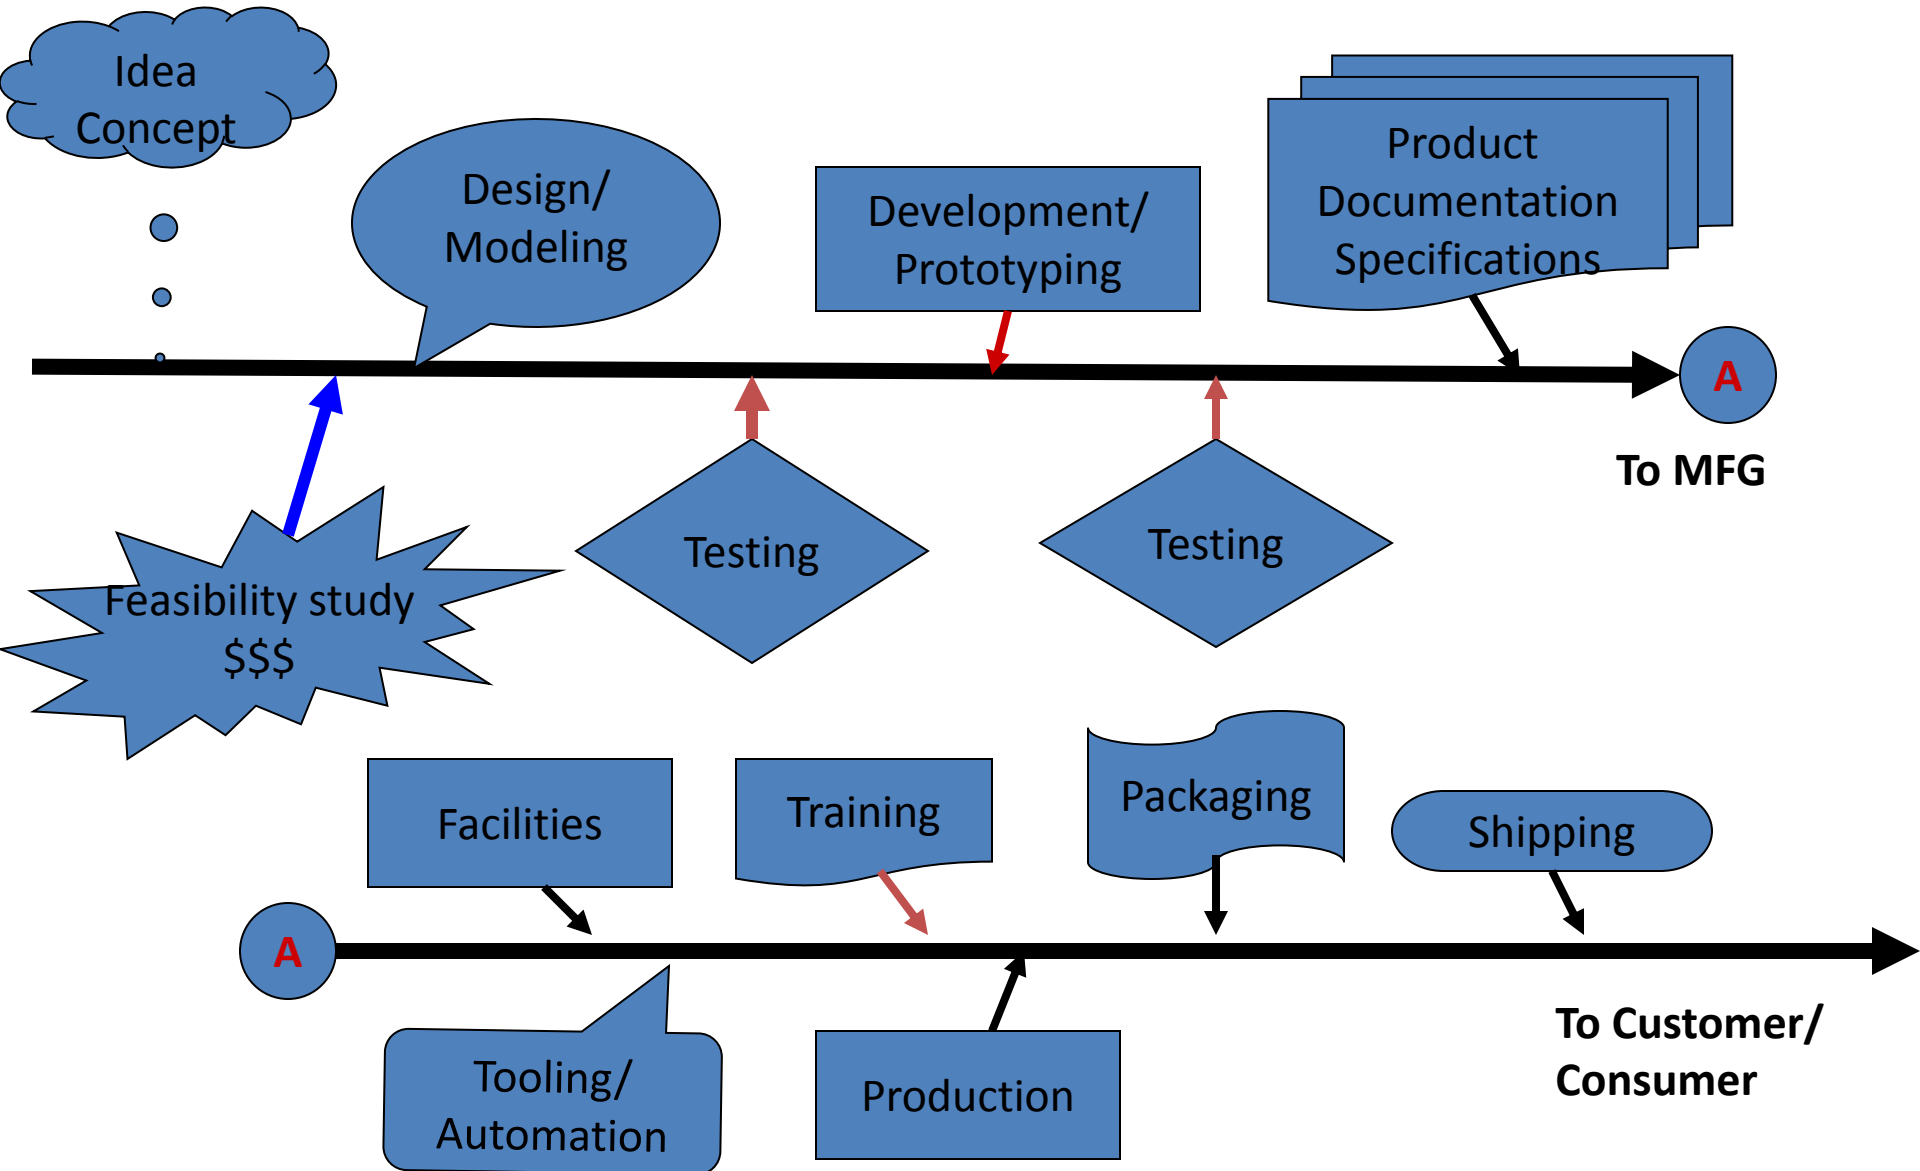 Idea
Concept
Design/
Modeling
Development/
Prototyping
Product
Documentation
Specifications
A
To MFG
Feasibility study
$$$
Testing
Testing
Facilities
Training
Packaging
Shipping
A
Tooling/
Automation
Production
To Customer/
Consumer